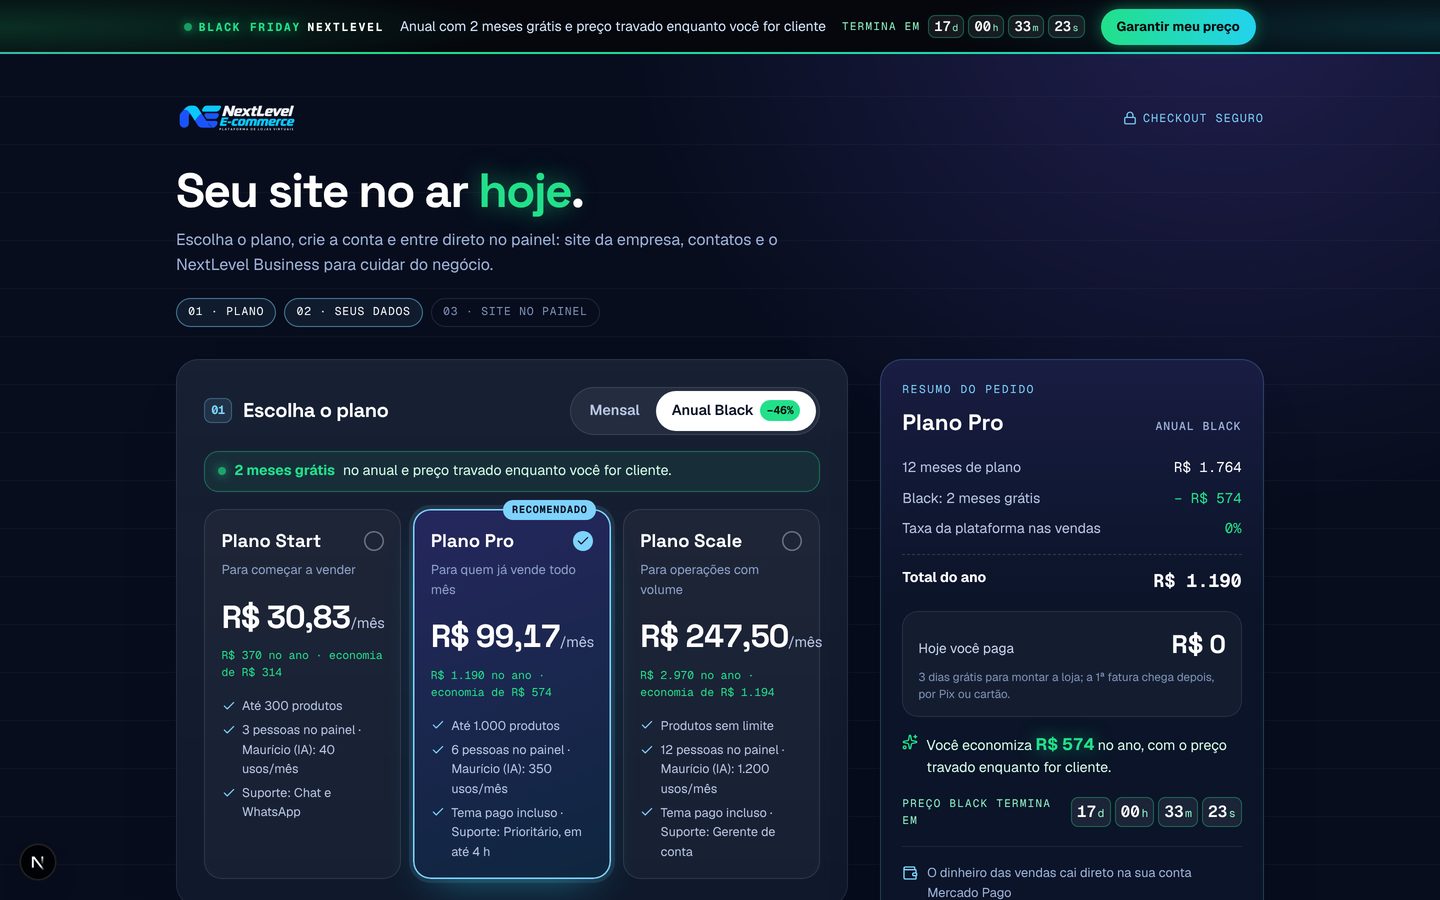 BLACK FRIDAY NEXTLEVEL
Anual com 2 meses grátis e preço travado enquanto você for cliente
TERMINA EM 17d 00h 33m 23s
Garantir meu preço
NextLevel
E-commerce
PLATAFORMA DE LOJAS VIRTUAIS
CHECKOUT SEGURO
Seu site no ar hoje.
Escolha o plano, crie a conta e entre direto no painel: site da empresa, contatos e o
NextLevel Business para cuidar do negócio.
01 · PLANO
02 · SEUS DADOS
03 · SITE NO PAINEL
01 Escolha o plano
Mensal
Anual Black −46%
2 meses grátis no anual e preço travado enquanto você for cliente.
Plano Start
Para começar a vender
R$ 30,83/mês
R$ 370 no ano · economia
de R$ 314
Até 300 produtos
3 pessoas no painel ·
Maurício (IA): 40
usos/mês
Suporte: Chat e
WhatsApp
RECOMENDADO
Plano Pro
Para quem já vende todo
mês
R$ 99,17/mês
R$ 1.190 no ano ·
economia de R$ 574
Até 1.000 produtos
6 pessoas no painel ·
Maurício (IA): 350
usos/mês
Tema pago incluso ·
Suporte: Prioritário, em
até 4 h
Plano Scale
Para operações com
volume
R$ 247,50/mês
R$ 2.970 no ano ·
economia de R$ 1.194
Produtos sem limite
12 pessoas no painel ·
Maurício (IA): 1.200
usos/mês
Tema pago incluso ·
Suporte: Gerente de
conta
RESUMO DO PEDIDO
Plano Pro
ANUAL BLACK
12 meses de plano R$ 1.764
Black: 2 meses grátis − R$ 574
Taxa da plataforma nas vendas 0%
Total do ano R$ 1.190
Hoje você paga R$ 0
3 dias grátis para montar a loja; a 1ª fatura chega depois,
por Pix ou cartão.
Você economiza R$ 574 no ano, com o preço
travado enquanto for cliente.
PREÇO BLACK TERMINA
EM
17d 00h 33m 23s
O dinheiro das vendas cai direto na sua conta
Mercado Pago
N